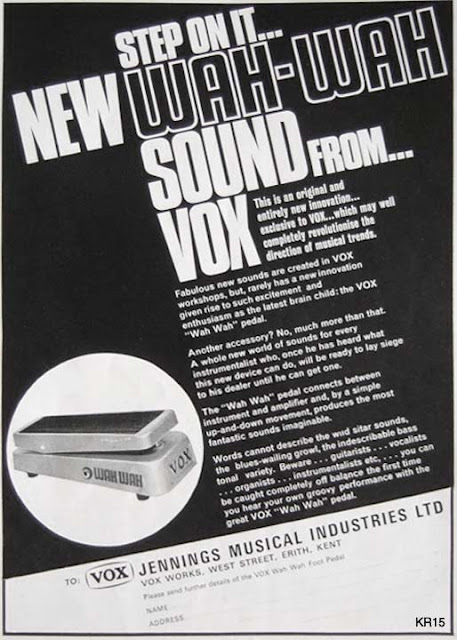 STEP ON IT...
NEW WAH-WAH
SOUND FROM...
VOX
This is an original and
entirely new innovation...
exclusive to VOX...which may well
completely revolutionise the
direction of musical trends.
Fabulous new sounds are created in VOX
workshops, but, rarely has a new innovation
given rise to such excitement and
enthusiasm as the latest brain child: the VOX
"Wah Wah" pedal.
Another accessory? No, much more than that.
A whole new world of sounds for every
instrumentalist who, once he has heard what
this new device can do, will be ready to lay siege
to his dealer until he can get one.
The "Wah Wah" pedal connects between
instrument and amplifier and, by a simple
up-and-down movement, produces the most
fantastic sounds imaginable.
Words cannot describe the wild sitar sounds,
the blues-wailing growl, the indescribable bass
tonal variety. Beware . . . guitarists . . . vocalists
. . . organists . . . instrumentalists etc. . . . you can
be caught completely off balance the first time
you hear your own groovy performance with the
great VOX "Wah Wah" pedal.
WAH WAH VOX
TO: VOX JENNINGS MUSICAL INDUSTRIES LTD
VOX WORKS, WEST STREET, ERITH, KENT
Please send further details of the VOX Wah Wah Foot Pedal
NAME
ADDRESS
KR15